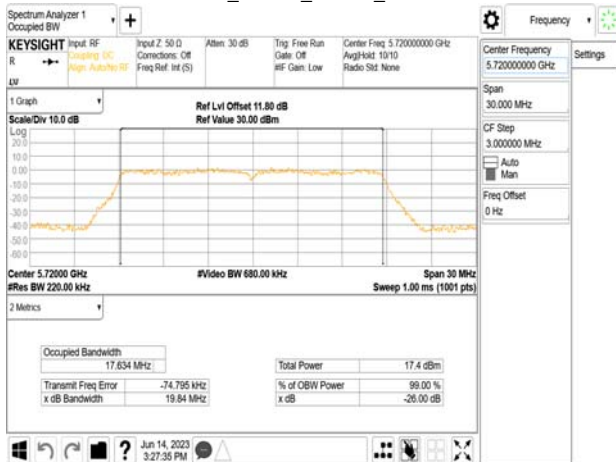 Spectrum Analyzer 1
Occupied BW
Frequency
KEYSIGHT
Input: RF
Coupling: DC
Align: Auto/No RF
Input Z: 50 Ω
Corrections: Off
Freq Ref: Int (S)
Atten: 30 dB
Trig: Free Run
Gate: Off
#IF Gain: Low
Center Freq: 5.720000000 GHz
Avg|Hold: 10/10
Radio Std: None
R
LV
Center Frequency
5.720000000 GHz
Settings
Span
30.000 MHz
CF Step
3.000000 MHz
Auto
Man
Freq Offset
0 Hz
1 Graph
Scale/Div 10.0 dB
Ref Lvl Offset 11.80 dB
Ref Value 30.00 dBm
Log
20.0
10.0
0.00
-10.0
-20.0
-30.0
-40.0
-50.0
-60.0
Center 5.72000 GHz
#Res BW 220.00 kHz
#Video BW 680.00 kHz
Span 30 MHz
Sweep 1.00 ms (1001 pts)
2 Metrics
Occupied Bandwidth
17.634 MHz
Total Power 17.4 dBm
Transmit Freq Error -74.795 kHz
% of OBW Power 99.00 %
x dB Bandwidth 19.84 MHz
x dB -26.00 dB
?
Jun 14, 2023
3:27:35 PM